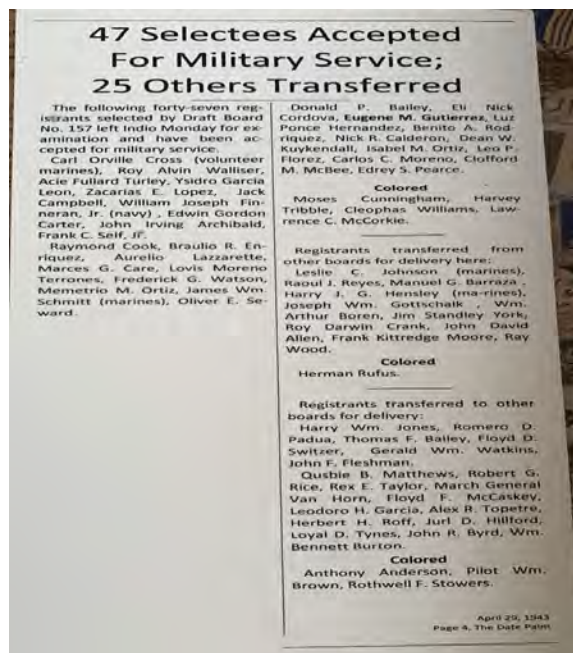 47 Selectees Accepted
For Military Service;
25 Others Transferred
The following forty-seven reg-
istrants selected by Draft Board
No. 157 left Indio Monday for ex-
amination and have been ac-
cepted for military service.
Carl Orville Cross (volunteer
marines), Roy Alvin Walliser,
Acie Fullard Turley, Ysidro Garcia
Leon, Zacarias E. Lopez, Jack
Campbell, William Joseph Fin-
neran, Jr. (navy) , Edwin Gordon
Carter, John Irving Archibald,
Frank C. Seif, Jr.
Raymond Cook, Braulio R. En-
riquez, Aurelio Lazzarette,
Marces G. Care, Lovis Moreno
Terrones, Frederick G. Watson,
Memetrio M. Ortiz, James Wm.
Schmitt (marines), Oliver E. Se-
ward.
Donald P. Bailey, Eli Nick
Cordova, Eugene M. Gutierrez, Luz
Ponce Hernandez, Benito A. Rod-
riquez, Nick R. Calderon, Dean W.
Kuykendall, Isabel M. Ortiz, Leo P.
Florez, Carlos C. Moreno, Clofford
M. McBee, Edrey S. Pearce.
Colored
Moses Cunningham, Harvey
Tribble, Cleophas Williams, Law-
rence C. McCorkie.
Registrants transferred from
other boards for delivery here:
Leslie C. Johnson (marines),
Raoul J. Reyes, Manuel G. Barraza ,
Harry J. G. Hensley (ma-rines),
Joseph Wm. Gottschalk , Wm.
Arthur Boren, Jim Standley York,
Roy Darwin Crank, John David
Allen, Frank Kittredge Moore, Ray
Wood.
Colored
Herman Rufus.
Registrants transferred to other
boards for delivery:
Harry Wm. Jones, Romero D.
Padua, Thomas F. Bailey, Floyd D.
Switzer, Gerald Wm. Watkins,
John F. Fleshman.
Qusbie B. Matthews, Robert G.
Rice, Rex E. Taylor, March General
Van Horn, Floyd F. McCaskey,
Leodoro H. Garcia, Alex R. Topetre,
Herbert H. Roff, Jurl D. Hillford,
Loyal D. Tynes, John R. Byrd, Wm.
Bennett Burton.
Colored
Anthony Anderson, Pilot Wm.
Brown, Rothwell F. Stowers.
April 29, 1943
Page 4, The Date Palm